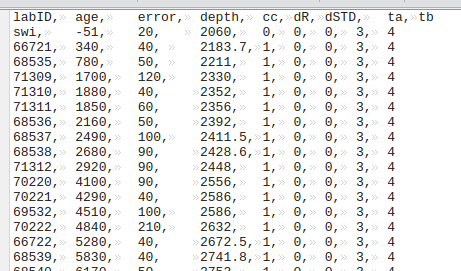 labID, age, error, depth, cc, dR, dSTD, ta, tb
swi, -51, 20, 2060, 0, 0, 0, 3, 4
66721, 340, 40, 2183.7, 1, 0, 0, 3, 4
68535, 780, 50, 2211, 1, 0, 0, 3, 4
71309, 1700, 120, 2330, 1, 0, 0, 3, 4
71310, 1880, 40, 2352, 1, 0, 0, 3, 4
71311, 1850, 60, 2356, 1, 0, 0, 3, 4
68536, 2160, 50, 2392, 1, 0, 0, 3, 4
68537, 2490, 100, 2411.5, 1, 0, 0, 3, 4
68538, 2680, 90, 2428.6, 1, 0, 0, 3, 4
71312, 2920, 90, 2448, 1, 0, 0, 3, 4
70220, 4100, 90, 2556, 1, 0, 0, 3, 4
70221, 4290, 40, 2586, 1, 0, 0, 3, 4
69532, 4510, 100, 2586, 1, 0, 0, 3, 4
70222, 4840, 210, 2632, 1, 0, 0, 3, 4
66722, 5280, 40, 2672.5, 1, 0, 0, 3, 4
68539, 5830, 40, 2741.8, 1, 0, 0, 3, 4